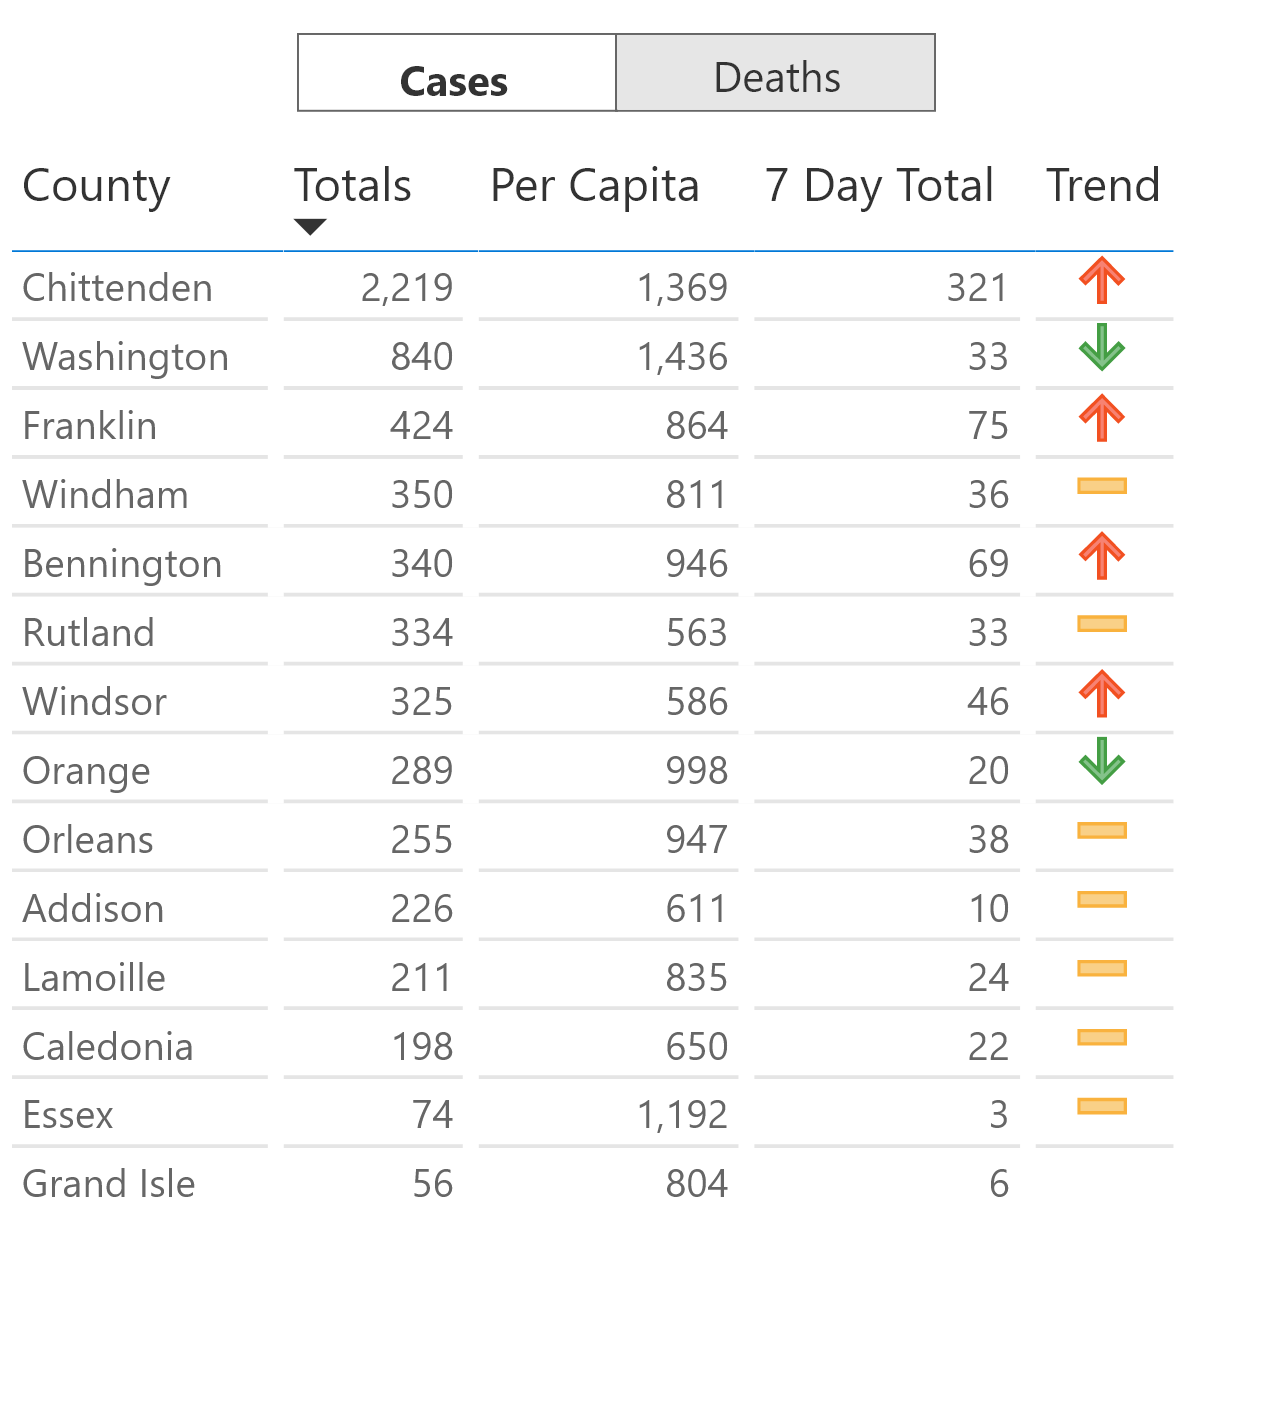 Cases Deaths
County Totals Per Capita 7 Day Total Trend
Chittenden 2,219 1,369 321
Washington 840 1,436 33
Franklin 424 864 75
Windham 350 811 36
Bennington 340 946 69
Rutland 334 563 33
Windsor 325 586 46
Orange 289 998 20
Orleans 255 947 38
Addison 226 611 10
Lamoille 211 835 24
Caledonia 198 650 22
Essex 74 1,192 3
Grand Isle 56 804 6